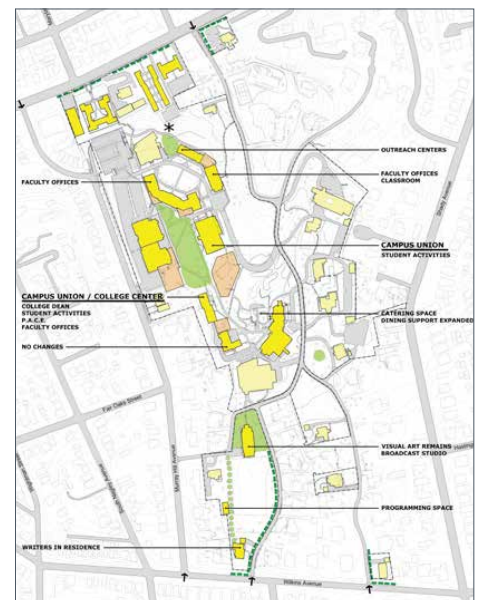 OUTREACH CENTERS
FACULTY OFFICES
CLASSROOM
FACULTY OFFICES
CAMPUS UNION
STUDENT ACTIVITIES
CAMPUS UNION / COLLEGE CENTER
COLLEGE DEAN
STUDENT ACTIVITIES
P.A.C.E.
FACULTY OFFICES
CATERING SPACE
DINING SUPPORT EXPANDED
NO CHANGES
Shady Avenue
Fair Oaks Street
Murray Hill Avenue
VISUAL ART REMAINS
BROADCAST STUDIO
PROGRAMMING SPACE
WRITERS IN RESIDENCE
Wilkins Avenue